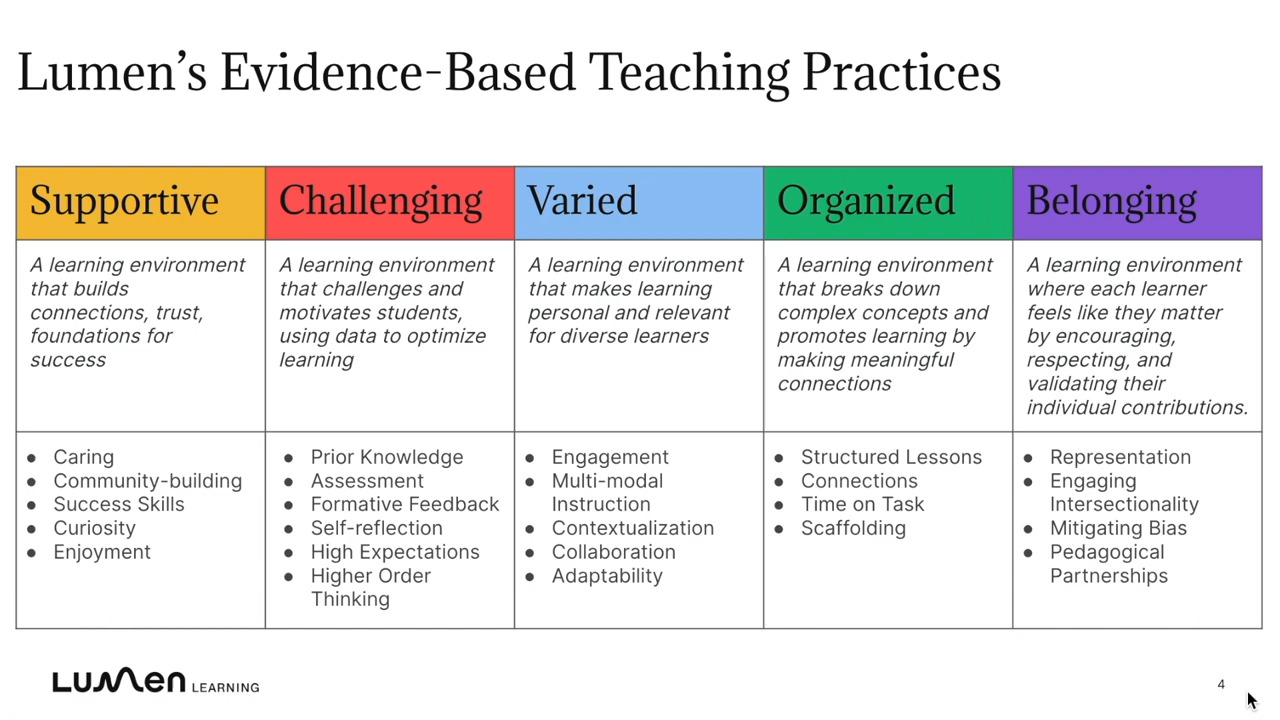 Lumen’s Evidence-Based Teaching Practices
Supportive
Challenging
Varied
Organized
Belonging
A learning environment
that builds
connections, trust,
foundations for
success
A learning environment
that challenges and
motivates students,
using data to optimize
learning
A learning environment
that makes learning
personal and relevant
for diverse learners
A learning environment
that breaks down
complex concepts and
promotes learning by
making meaningful
connections
A learning environment
where each learner
feels like they matter
by encouraging,
respecting, and
validating their
individual contributions.
● Caring
● Community-building
● Success Skills
● Curiosity
● Enjoyment
● Prior Knowledge
● Assessment
● Formative Feedback
● Self-reflection
● High Expectations
● Higher Order
Thinking
● Engagement
● Multi-modal
Instruction
● Contextualization
● Collaboration
● Adaptability
● Structured Lessons
● Connections
● Time on Task
● Scaffolding
● Representation
● Engaging
Intersectionality
● Mitigating Bias
● Pedagogical
Partnerships
Lumen LEARNING
4